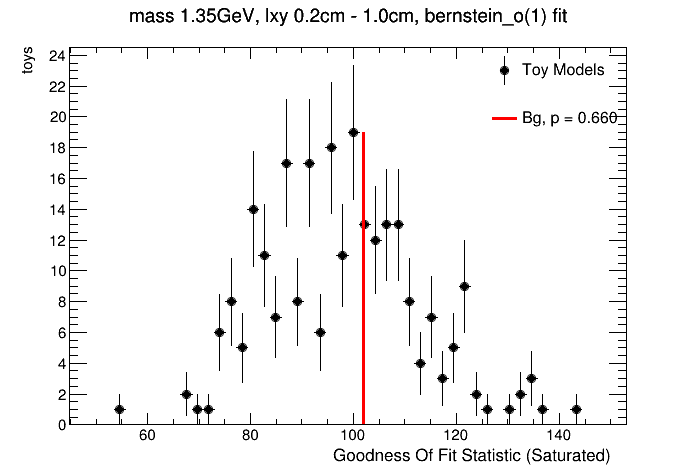 mass 1.35GeV, lxy 0.2cm - 1.0cm, bernstein_o(1) fit
toys
24
22
20
18
16
14
12
10
8
6
4
2
0
Toy Models
Bg, p = 0.660
60 80 100 120 140
Goodness Of Fit Statistic (Saturated)